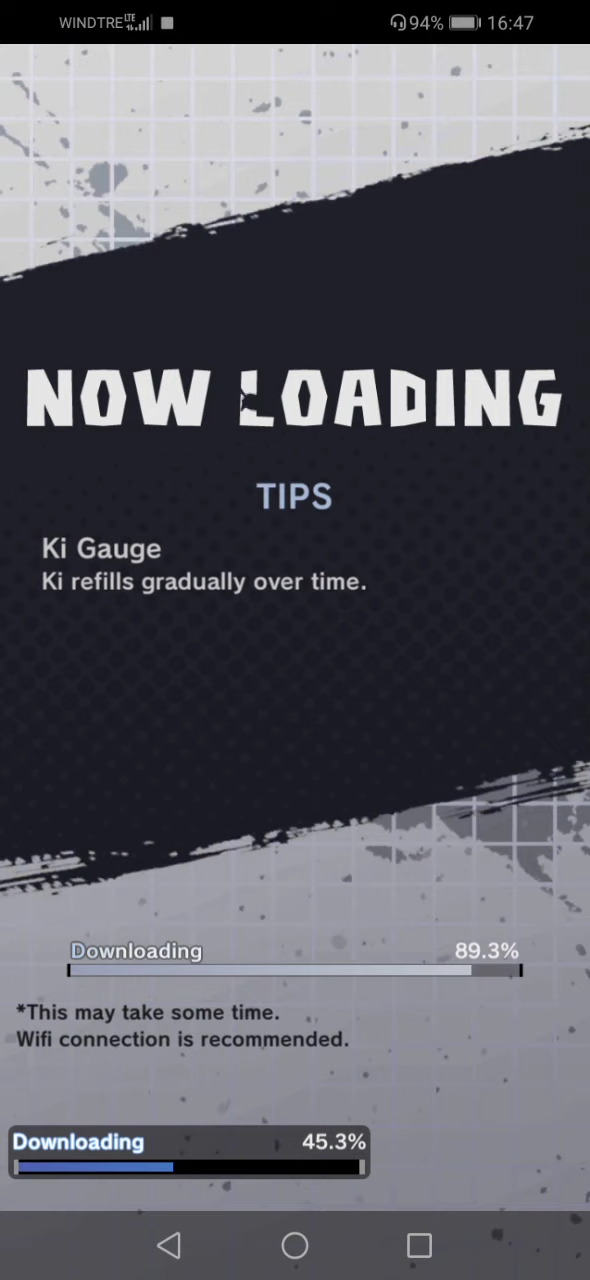 WINDTRE LTE 94% 16:47
NOW LOADING
TIPS
Ki Gauge
Ki refills gradually over time.
Downloading 89.3%
*This may take some time.
Wifi connection is recommended.
Downloading 45.3%